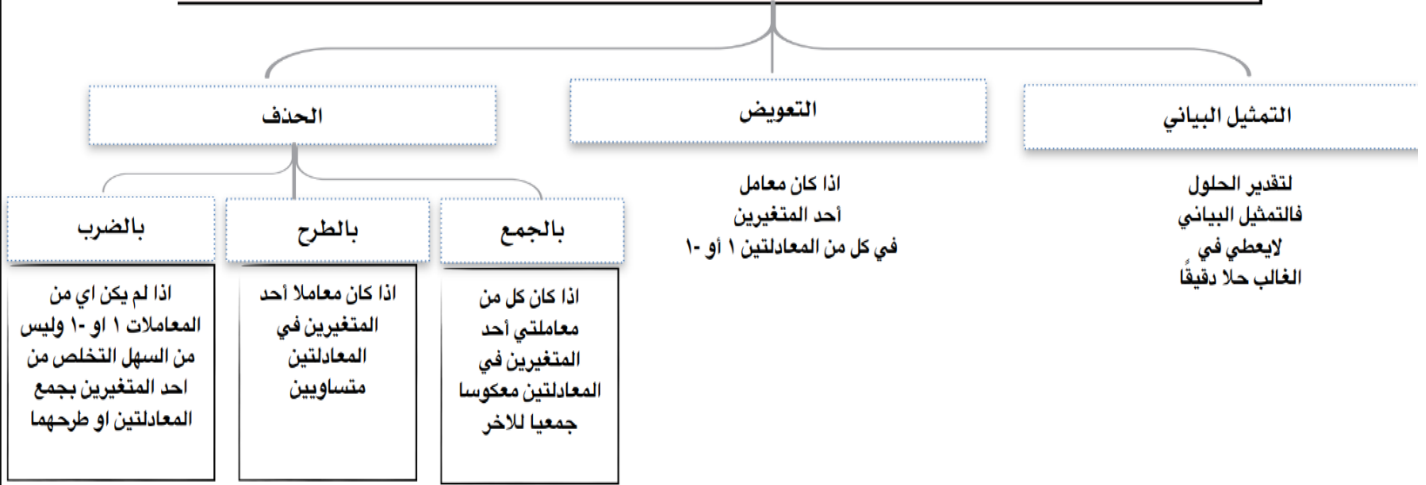 التمثيل البياني
لتقدير الحلول
فالتمثيل البياني
لايعطي في
الغالب حلا دقيقًا
التعويض
اذا كان معامل
أحد المتغيرين
في كل من المعادلتين ١ أو -١
الحذف
بالجمع
اذا كان كل من
معاملتي أحد
المتغيرين في
المعادلتين معكوسا
جمعيا للاخر
بالطرح
اذا كان معاملا أحد
المتغيرين في
المعادلتين
متساويين
بالضرب
اذا لم يكن اي من
المعاملات ١ او -١ وليس
من السهل التخلص من
احد المتغيرين بجمع
المعادلتين او طرحهما